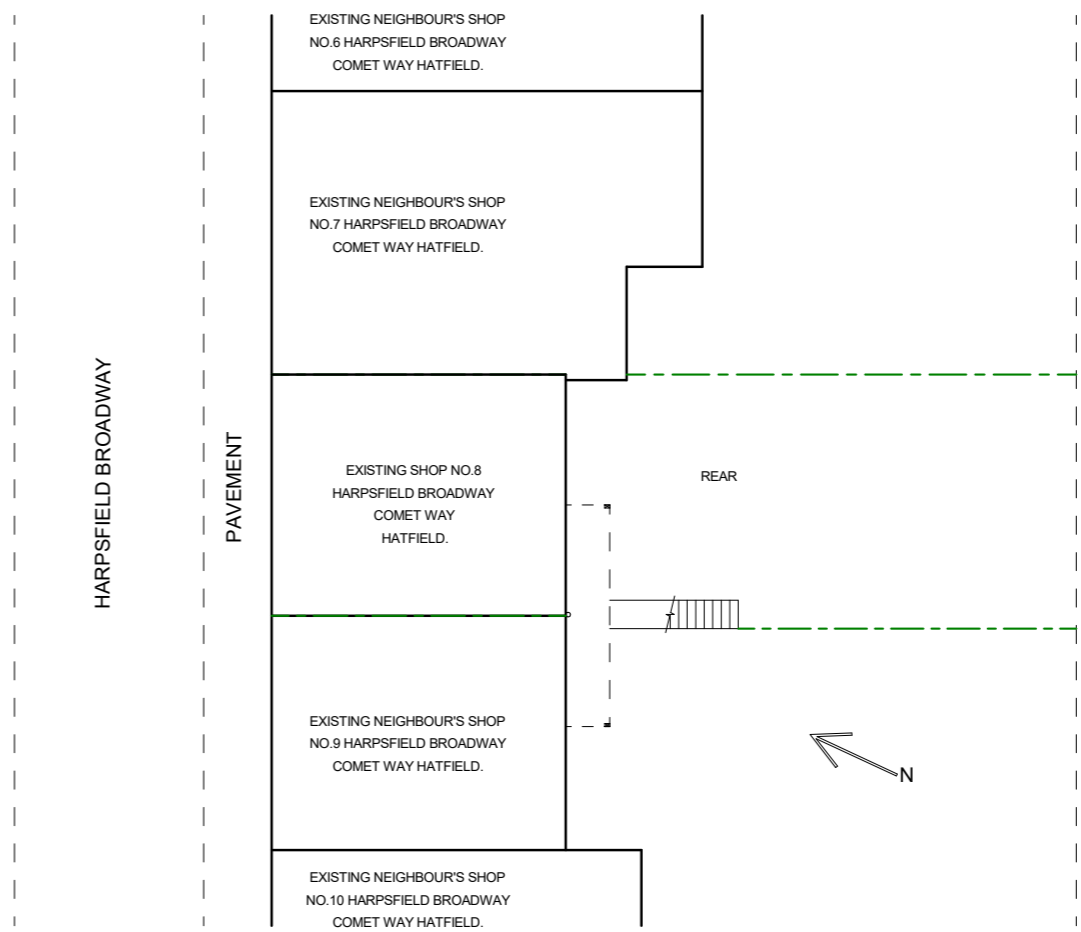 EXISTING NEIGHBOUR'S SHOP
NO.6 HARPSFIELD BROADWAY
COMET WAY HATFIELD.
EXISTING NEIGHBOUR'S SHOP
NO.7 HARPSFIELD BROADWAY
COMET WAY HATFIELD.
HARPSFIELD BROADWAY
PAVEMENT
EXISTING SHOP NO.8
HARPSFIELD BROADWAY
COMET WAY
HATFIELD.
REAR
EXISTING NEIGHBOUR'S SHOP
NO.9 HARPSFIELD BROADWAY
COMET WAY HATFIELD.
N
EXISTING NEIGHBOUR'S SHOP
NO.10 HARPSFIELD BROADWAY
COMET WAY HATFIELD.